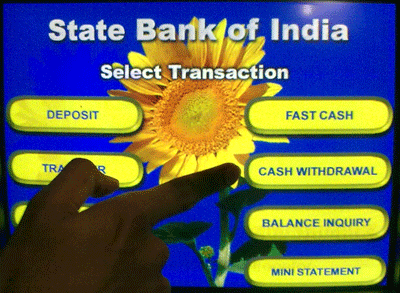 State Bank of India
Select Transaction
DEPOSIT
FAST CASH
CASH WITHDRAWAL
BALANCE INQUIRY
MINI STATEMENT